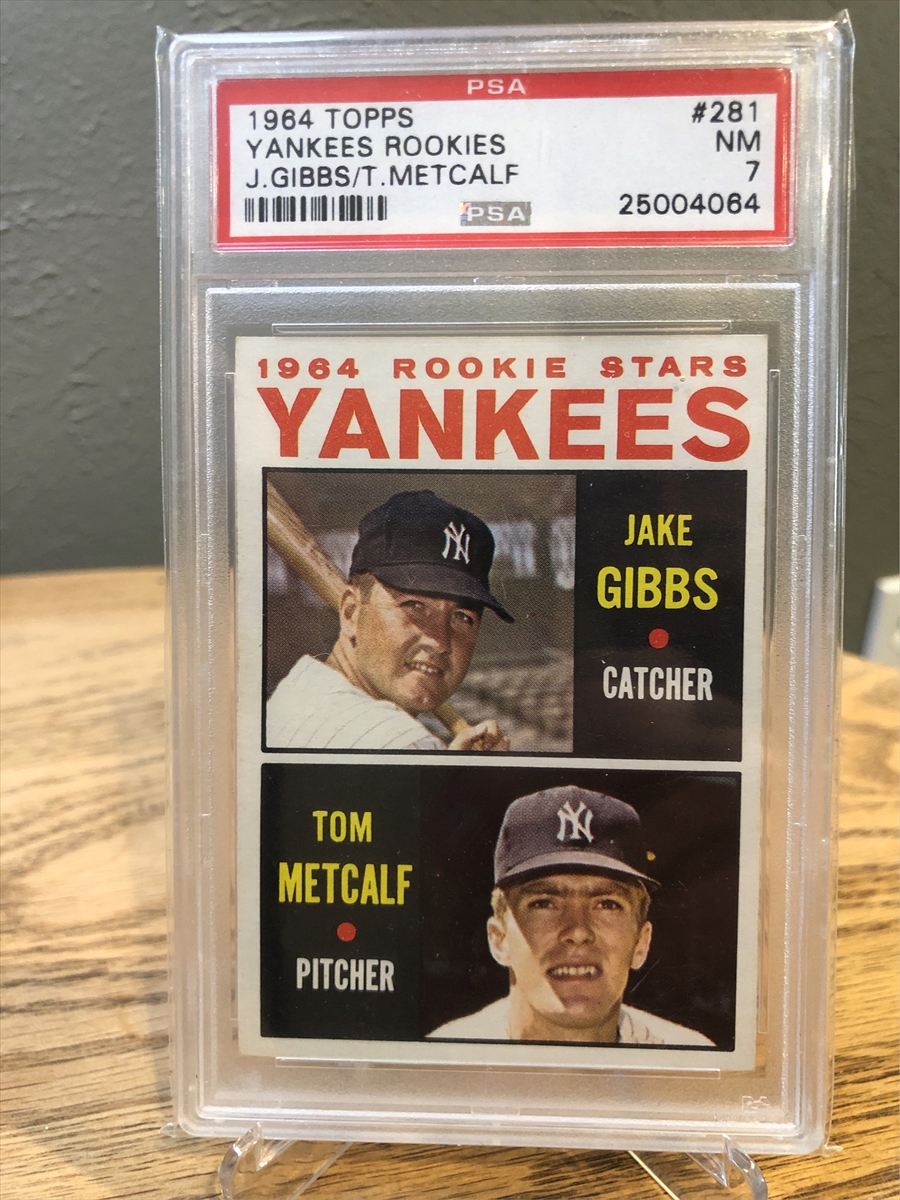 PSA
1964 TOPPS #281
YANKEES ROOKIES NM
J.GIBBS/T.METCALF 7
PSA 25004064
1964 ROOKIE STARS
YANKEES
NY
JAKE
GIBBS
CATCHER
TOM
METCALF
PITCHER
NY